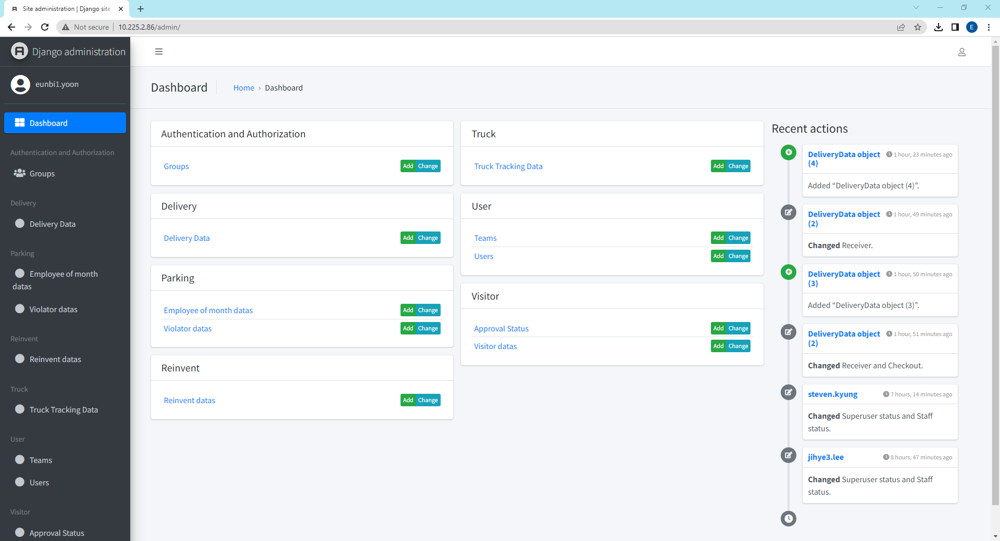 Site administration | Django site
Not secure
10.225.2.86/admin/
E
Django administration
eunbi1.yoon
Dashboard
Authentication and Authorization
Groups
Delivery
Delivery Data
Parking
Employee of month
datas
Violator datas
Reinvent
Reinvent datas
Truck
Truck Tracking Data
User
Teams
Users
Visitor
Approval Status
Dashboard
Home › Dashboard
Authentication and Authorization
Groups Add Change
Delivery
Delivery Data Add Change
Parking
Employee of month datas Add Change
Violator datas Add Change
Reinvent
Reinvent datas Add Change
Truck
Truck Tracking Data Add Change
User
Teams Add Change
Users Add Change
Visitor
Approval Status Add Change
Visitor datas Add Change
Recent actions
DeliveryData object 1 hour, 23 minutes ago
(4)
Added “DeliveryData object (4)”.
DeliveryData object 1 hour, 49 minutes ago
(2)
Changed Receiver.
DeliveryData object 1 hour, 50 minutes ago
(3)
Added “DeliveryData object (3)”.
DeliveryData object 1 hour, 51 minutes ago
(2)
Changed Receiver and Checkout.
steven.kyung 7 hours, 14 minutes ago
Changed Superuser status and Staff
status.
jihye3.lee 8 hours, 47 minutes ago
Changed Superuser status and Staff
status.